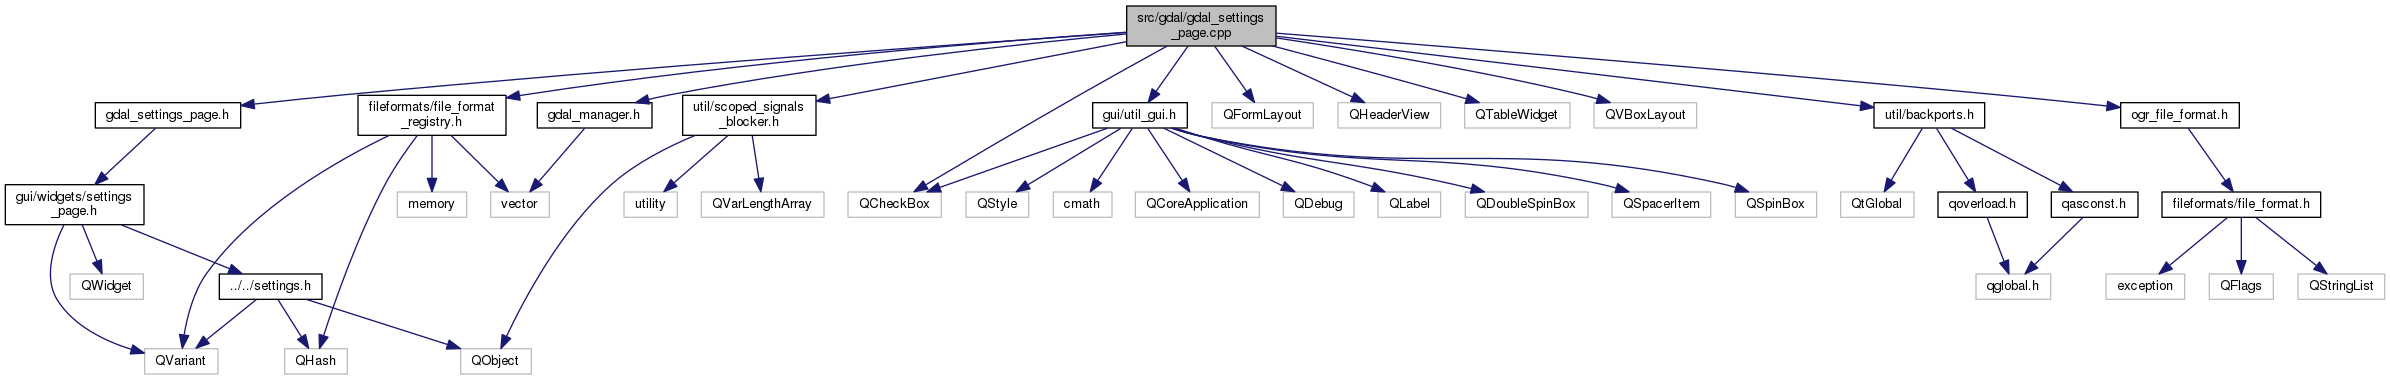 src/gdal/gdal_settings
_page.cpp
gdal_settings_page.h
fileformats/file_format
_registry.h
gdal_manager.h
util/scoped_signals
_blocker.h
gui/util_gui.h
QFormLayout
QHeaderView
QTableWidget
QVBoxLayout
util/backports.h
ogr_file_format.h
gui/widgets/settings
_page.h
memory
vector
utility
QVarLengthArray
QCheckBox
QStyle
cmath
QCoreApplication
QDebug
QLabel
QDoubleSpinBox
QSpacerItem
QSpinBox
QtGlobal
qoverload.h
qasconst.h
fileformats/file_format.h
QWidget
../../settings.h
qglobal.h
exception
QFlags
QStringList
QVariant
QHash
QObject